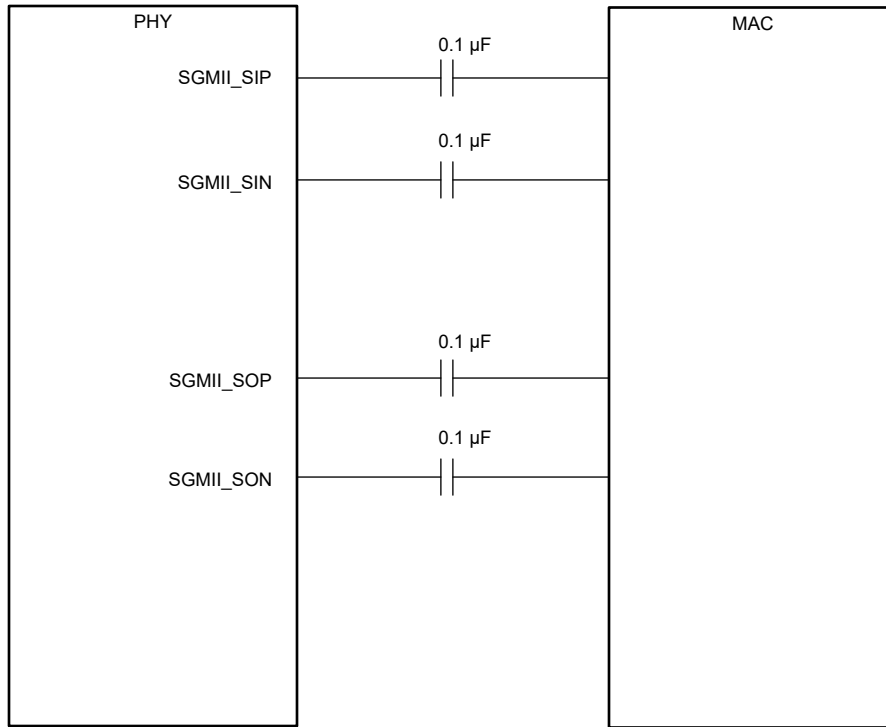 PHY
MAC
0.1 µF
SGMII_SIP
0.1 µF
SGMII_SIN
0.1 µF
SGMII_SOP
0.1 µF
SGMII_SON